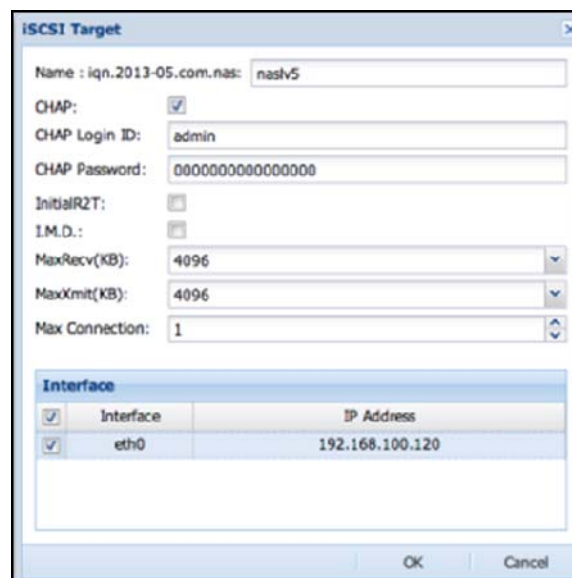 iSCSI Target
Name : iqn.2013-05.com.nas: naslv5
CHAP:
CHAP Login ID: admin
CHAP Password: 0000000000000000
InitialR2T:
I.M.D.:
MaxRecv(KB): 4096
MaxXmit(KB): 4096
Max Connection: 1
Interface
Interface IP Address
eth0 192.168.100.120
OK Cancel